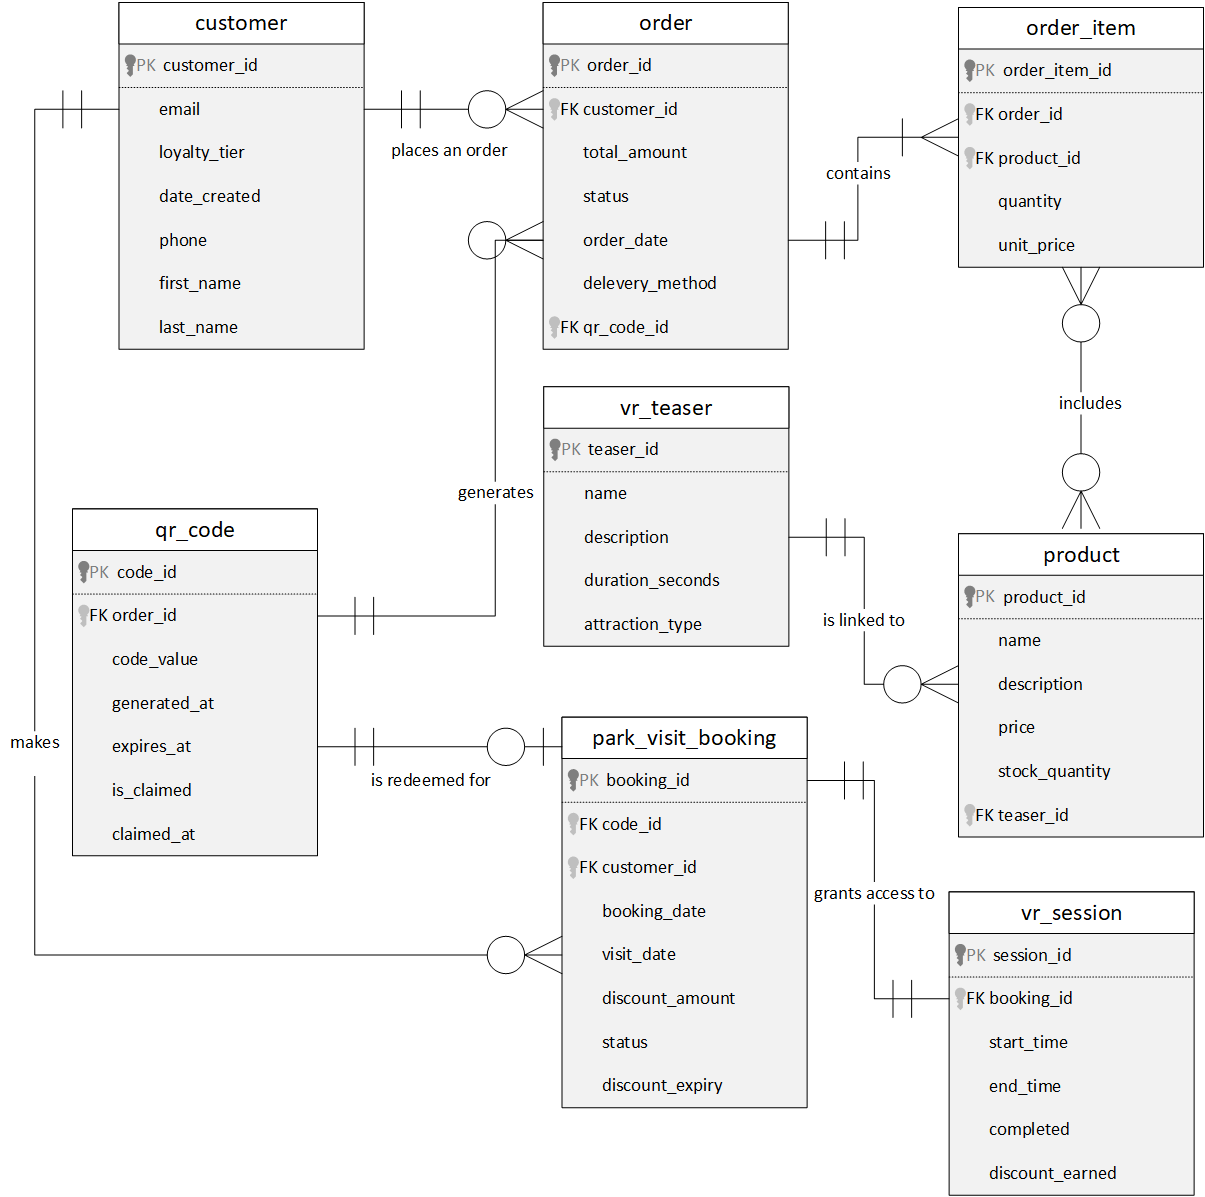 customer
PK customer_id
email
loyalty_tier
date_created
phone
first_name
last_name
places an order
order
PK order_id
FK customer_id
total_amount
status
order_date
delevery_method
FK qr_code_id
contains
order_item
PK order_item_id
FK order_id
FK product_id
quantity
unit_price
includes
vr_teaser
PK teaser_id
name
description
duration_seconds
attraction_type
generates
is linked to
qr_code
PK code_id
FK order_id
code_value
generated_at
expires_at
is_claimed
claimed_at
makes
is redeemed for
product
PK product_id
name
description
price
stock_quantity
FK teaser_id
park_visit_booking
PK booking_id
FK code_id
FK customer_id
booking_date
visit_date
discount_amount
status
discount_expiry
grants access to
vr_session
PK session_id
FK booking_id
start_time
end_time
completed
discount_earned